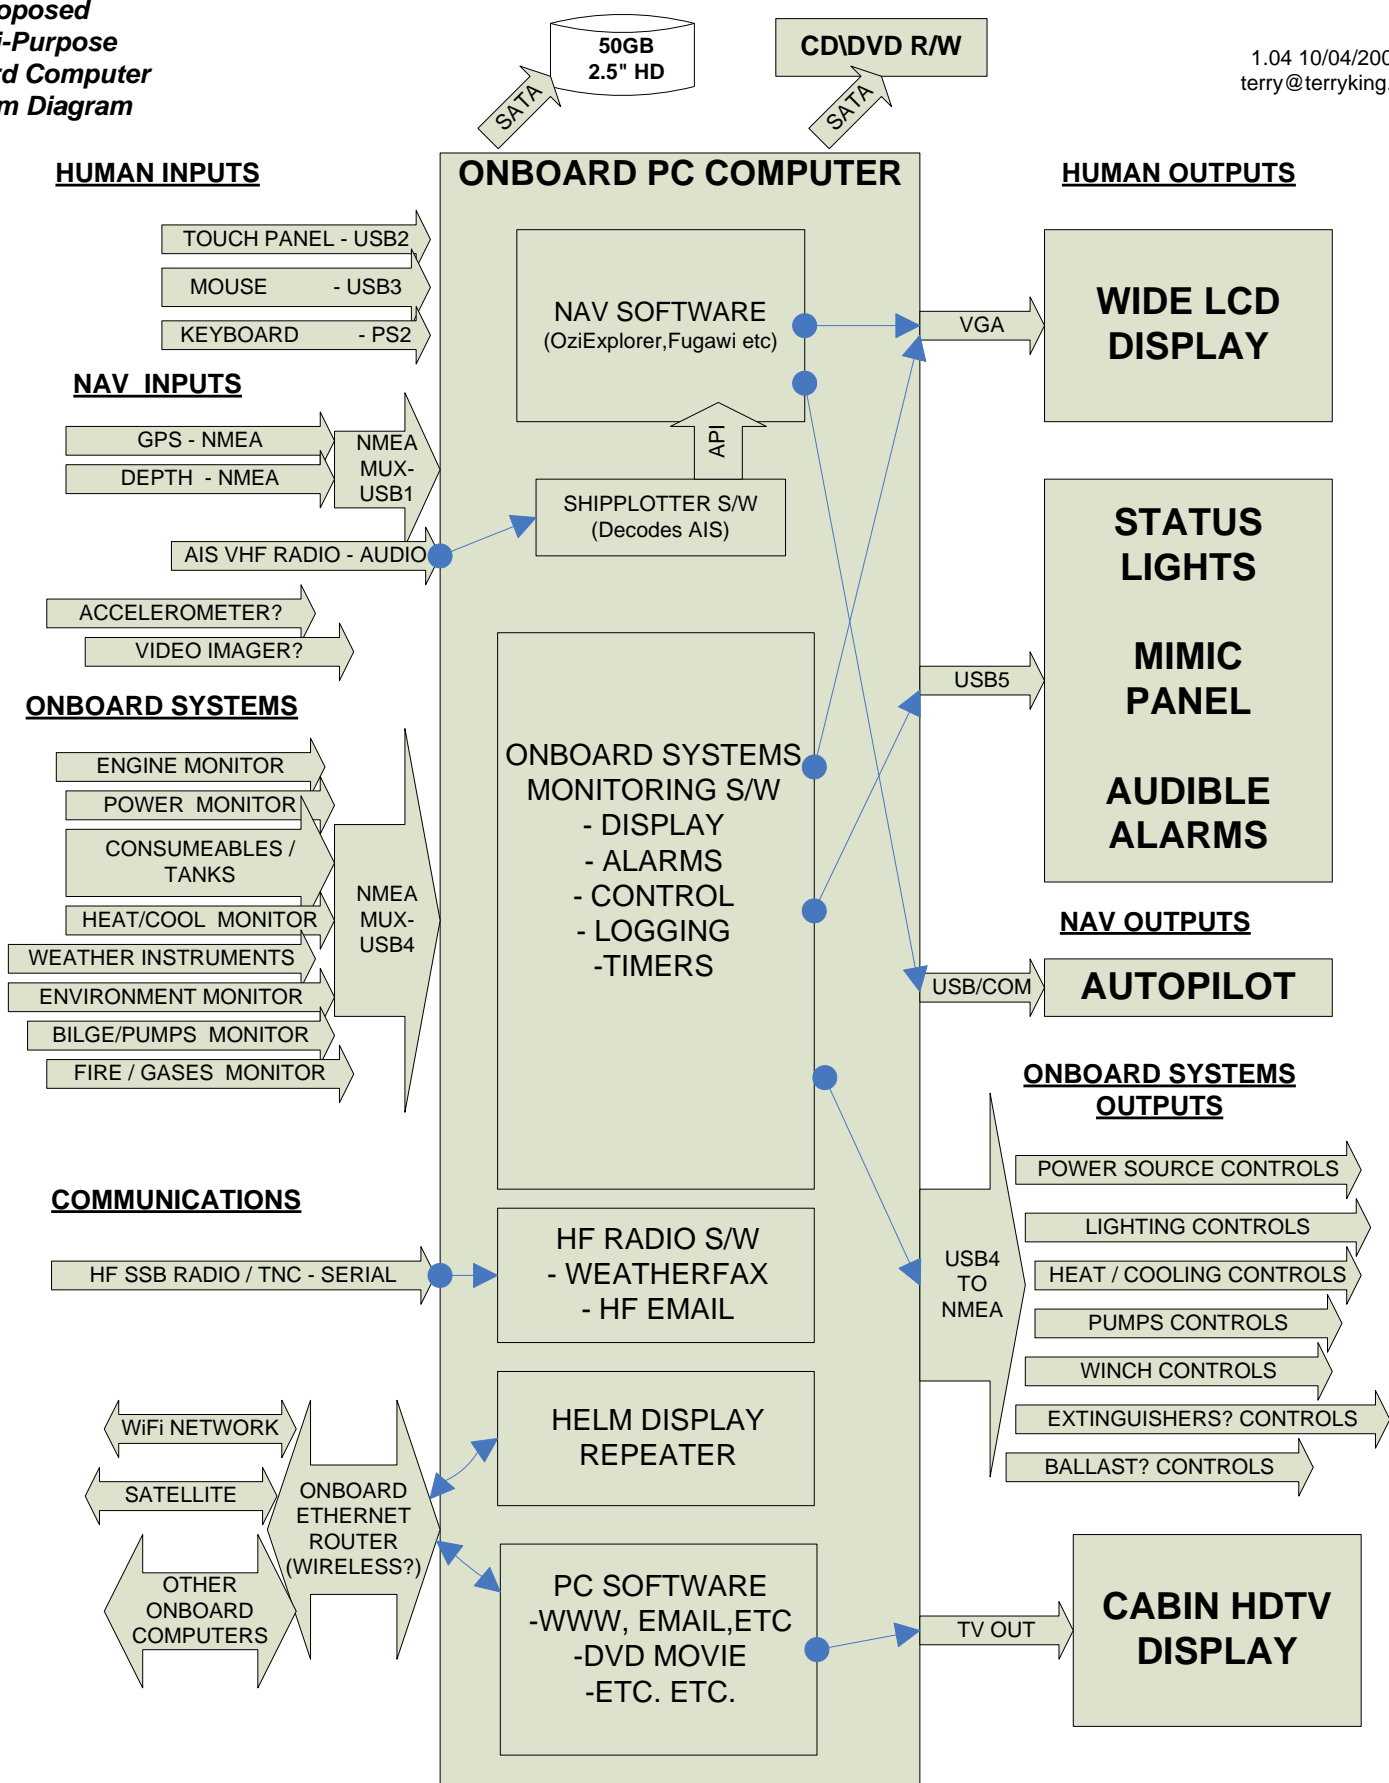 50GB
2.5" HD
CD\DVD R/W
SATA
SATA
i-Purpose
rd Computer
m Diagram
1.04 10/04/200
terry@terryking.
HUMAN INPUTS
TOUCH PANEL - USB2
MOUSE - USB3
KEYBOARD - PS2
NAV INPUTS
GPS - NMEA
DEPTH - NMEA
NMEA
MUX-
USB1
AIS VHF RADIO - AUDIO
ACCELEROMETER?
VIDEO IMAGER?
ONBOARD SYSTEMS
ENGINE MONITOR
POWER MONITOR
CONSUMEABLES /
TANKS
HEAT/COOL MONITOR
WEATHER INSTRUMENTS
ENVIRONMENT MONITOR
BILGE/PUMPS MONITOR
FIRE / GASES MONITOR
NMEA
MUX-
USB4
COMMUNICATIONS
HF SSB RADIO / TNC - SERIAL
WiFi NETWORK
SATELLITE
OTHER
ONBOARD
COMPUTERS
ONBOARD
ETHERNET
ROUTER
(WIRELESS?)
ONBOARD PC COMPUTER
NAV SOFTWARE
(OziExplorer,Fugawi etc)
API
SHIPPLOTTER S/W
(Decodes AIS)
ONBOARD SYSTEMS
MONITORING S/W
- DISPLAY
- ALARMS
- CONTROL
- LOGGING
-TIMERS
HF RADIO S/W
- WEATHERFAX
- HF EMAIL
HELM DISPLAY
REPEATER
PC SOFTWARE
-WWW, EMAIL,ETC
-DVD MOVIE
-ETC. ETC.
HUMAN OUTPUTS
VGA
WIDE LCD
DISPLAY
USB5
STATUS
LIGHTS
MIMIC
PANEL
AUDIBLE
ALARMS
NAV OUTPUTS
USB/COM
AUTOPILOT
ONBOARD SYSTEMS
OUTPUTS
USB4
TO
NMEA
POWER SOURCE CONTROLS
LIGHTING CONTROLS
HEAT / COOLING CONTROLS
PUMPS CONTROLS
WINCH CONTROLS
EXTINGUISHERS? CONTROLS
BALLAST? CONTROLS
TV OUT
CABIN HDTV
DISPLAY